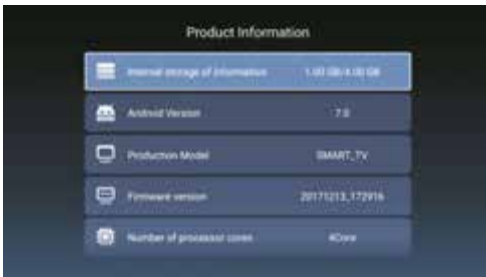 Product Information
Internal storage of information 1.00 GB/4.00 GB
Android Version 7.0
Production Model SMART_TV
Firmware version 20171213_172916
Number of processor cores 4Core